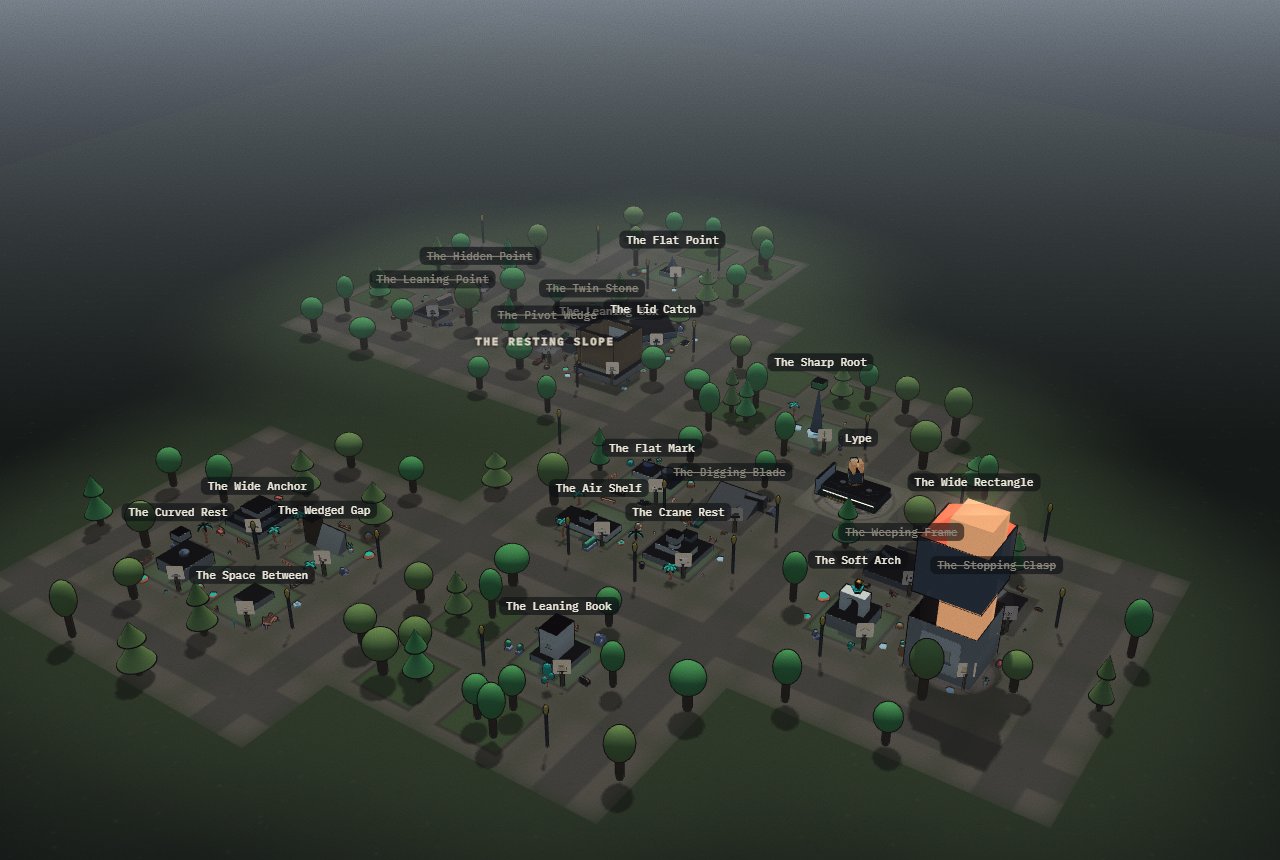 The Flat Point
The Hidden Point
The Leaning Point
The Twin Stone
The Lid Catch
The Pivot Wedge
THE RESTING SLOPE
The Sharp Root
Lype
The Flat Mark
The Digging Blade
The Wide Rectangle
The Wide Anchor
The Air Shelf
The Curved Rest
The Wedged Gap
The Crane Rest
The Weeping Frame
The Soft Arch
The Stopping Clasp
The Space Between
The Leaning Book